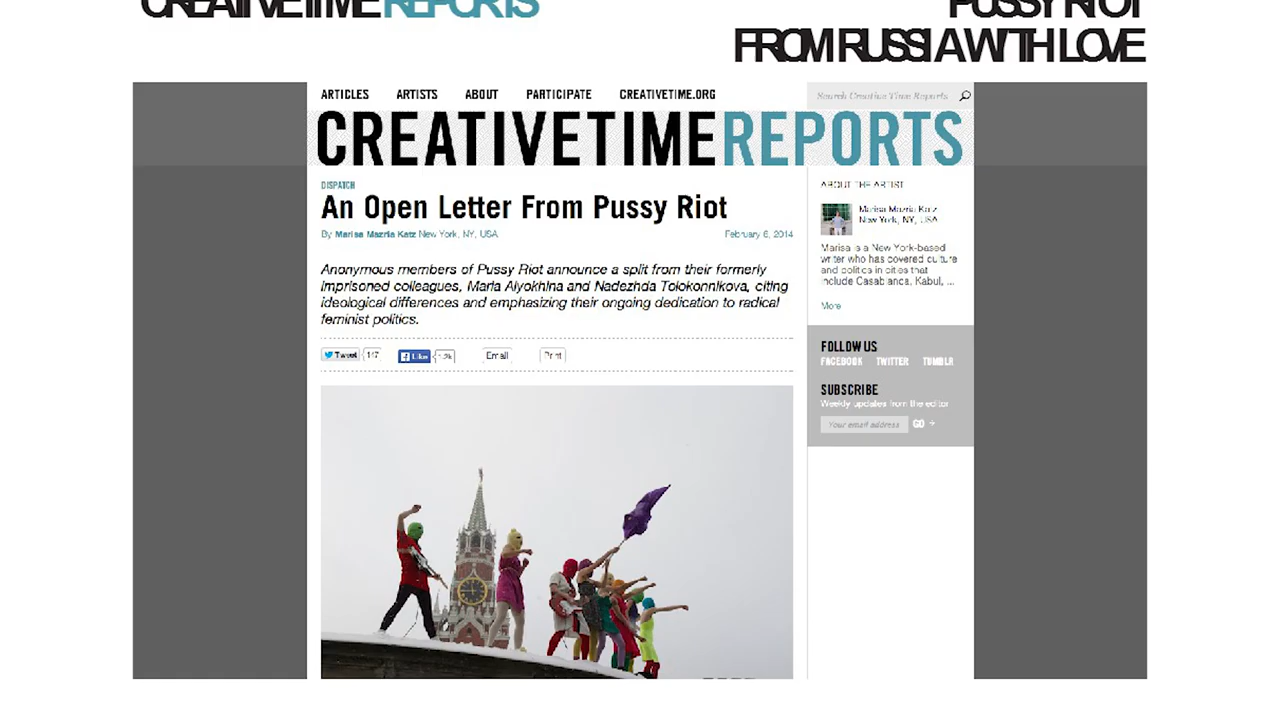 CREATIVETIMEREPORTS
PUSSY RIOT
FROM RUSSIA WITH LOVE
ARTICLES ARTISTS ABOUT PARTICIPATE CREATIVETIME.ORG
Search Creative Time Reports
CREATIVETIMEREPORTS
DISPATCH
An Open Letter From Pussy Riot
By Marisa Mazria Katz New York, NY, USA
February 6, 2014
Anonymous members of Pussy Riot announce a split from their formerly
imprisoned colleagues, Maria Alyokhina and Nadezhda Tolokonnikova, citing
ideological differences and emphasizing their ongoing dedication to radical
feminist politics.
Tweet 147 Like 1.2k Email Print
ABOUT THE ARTIST
Marisa Mazria Katz
New York, NY, USA
Marisa is a New York-based
writer who has covered culture
and politics in cities that
include Casablanca, Kabul, ...
More
FOLLOW US
FACEBOOK TWITTER TUMBLR
SUBSCRIBE
Weekly updates from the editor
Your email address GO